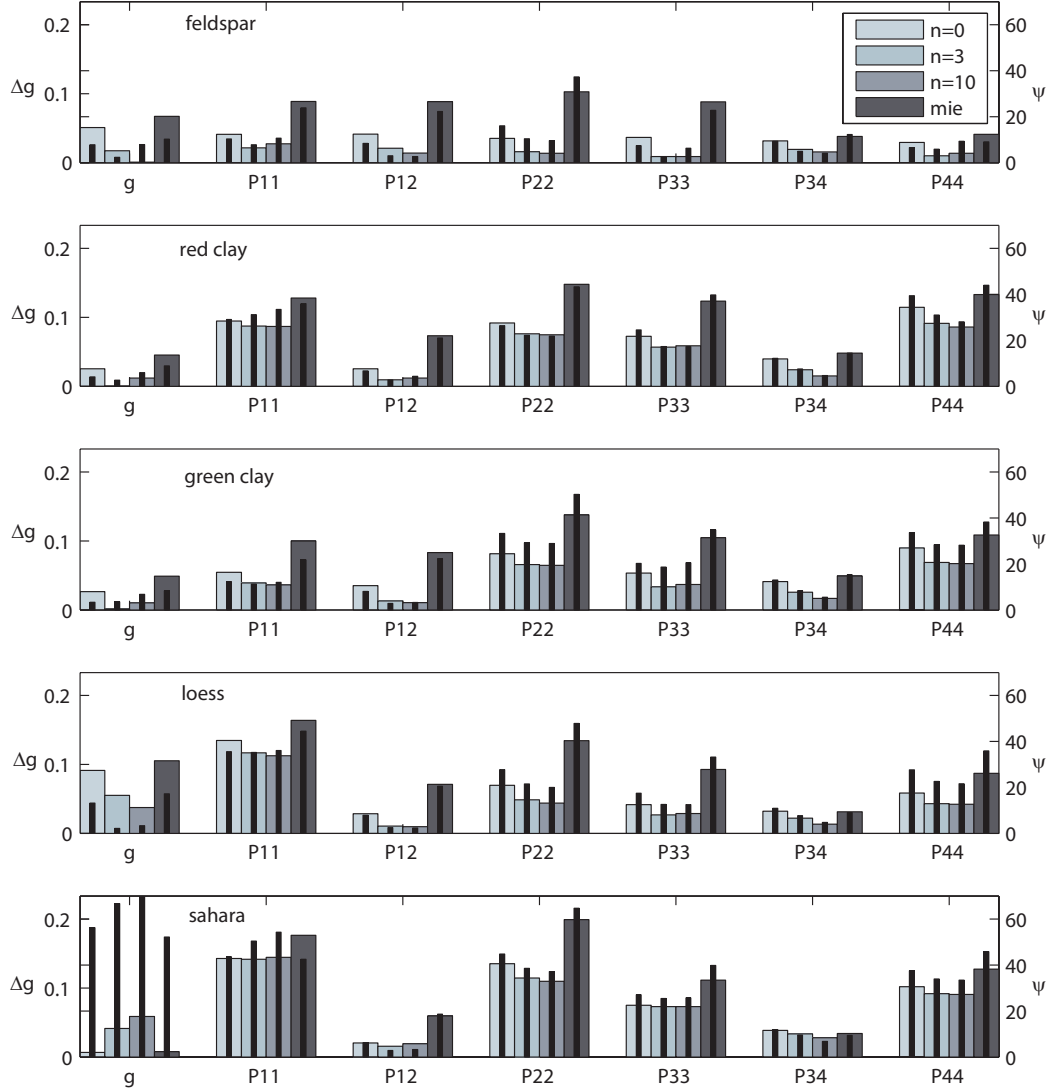 feldspar
n=0
n=3
n=10
mie
0.2
0.1
0
Δg
60
40
20
0
ψ
g P11 P12 P22 P33 P34 P44
red clay
0.2
0.1
0
Δg
60
40
20
0
ψ
g P11 P12 P22 P33 P34 P44
green clay
0.2
0.1
0
Δg
60
40
20
0
ψ
g P11 P12 P22 P33 P34 P44
loess
0.2
0.1
0
Δg
60
40
20
0
ψ
g P11 P12 P22 P33 P34 P44
sahara
0.2
0.1
0
Δg
60
40
20
0
ψ
g P11 P12 P22 P33 P34 P44